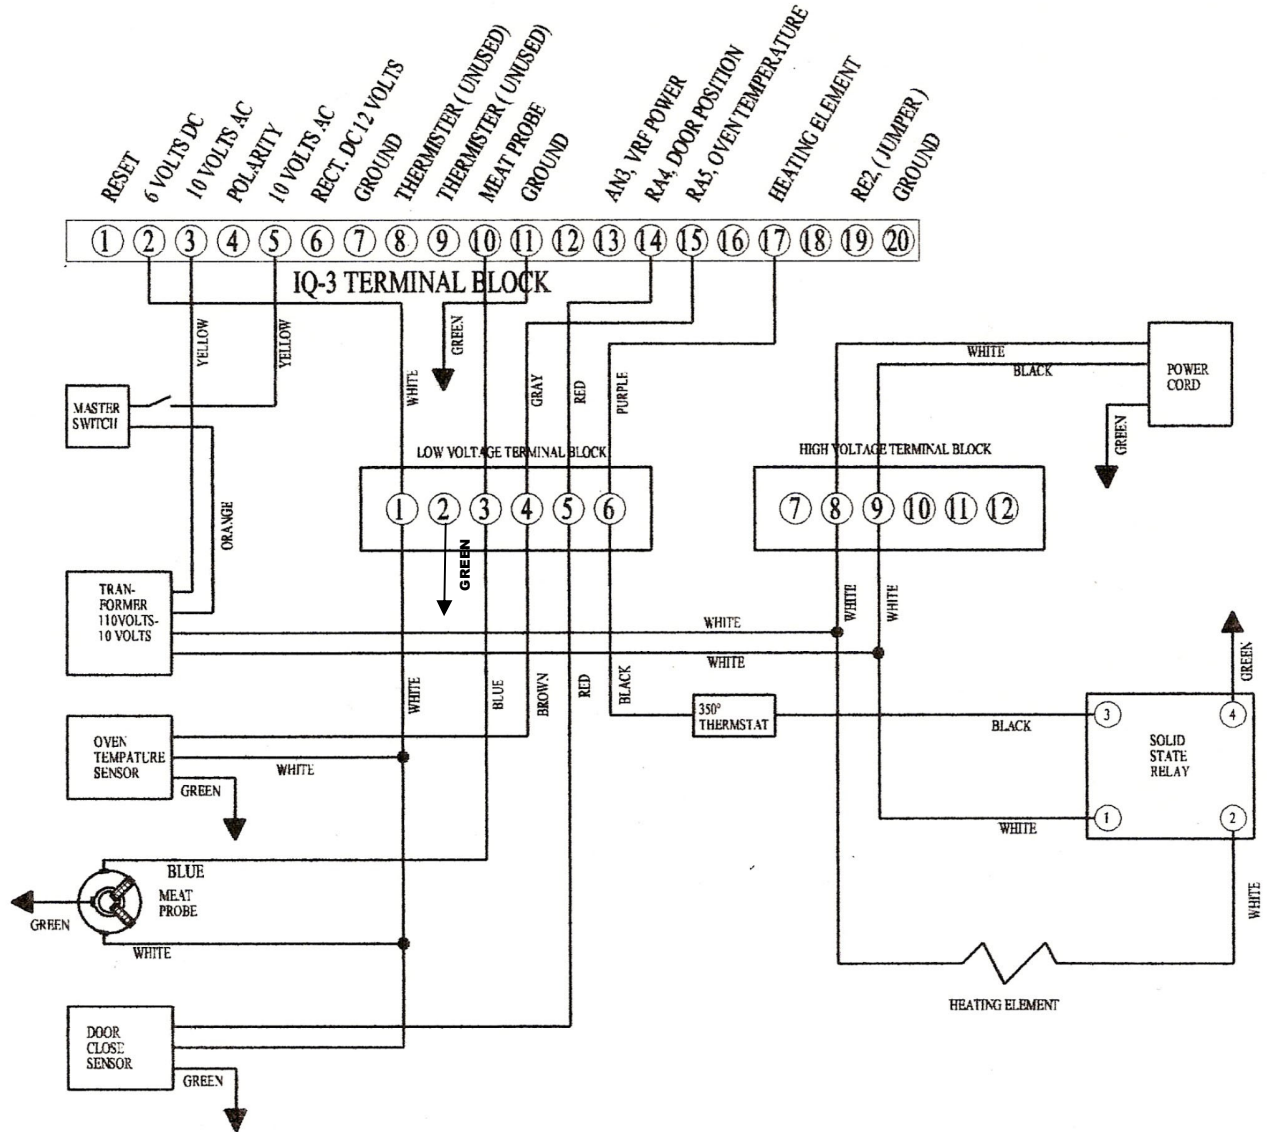 RESET
6 VOLTS DC
10 VOLTS AC
POLARITY
10 VOLTS AC
RECT. DC 12 VOLTS
GROUND
THERMISTER ( UNUSED)
THERMISTER ( UNUSED)
MEAT PROBE
GROUND
AN3, VRF POWER
RA4, DOOR POSITION
RA5, OVEN TEMPERATURE
HEATING ELEMENT
RE2, ( JUMPER )
GROUND
1 2 3 4 5 6 7 8 9 10 11 12 13 14 15 16 17 18 19 20
IQ-3 TERMINAL BLOCK
YELLOW
YELLOW
WHITE
GREEN
GRAY
RED
PURPLE
WHITE
BLACK
POWER
CORD
GREEN
MASTER
SWITCH
ORANGE
LOW VOLTAGE TERMINAL BLOCK
1 2 3 4 5 6
GREEN
HIGH VOLTAGE TERMINAL BLOCK
7 8 9 10 11 12
WHITE
WHITE
TRAN-
FORMER
110VOLTS-
10 VOLTS
WHITE
WHITE
WHITE
BLUE
BROWN
RED
BLACK
350°
THERMSTAT
BLACK
GREEN
3
4
SOLID
STATE
RELAY
1
2
WHITE
WHITE
OVEN
TEMPATURE
SENSOR
WHITE
GREEN
BLUE
MEAT
PROBE
GREEN
WHITE
HEATING ELEMENT
DOOR
CLOSE
SENSOR
GREEN